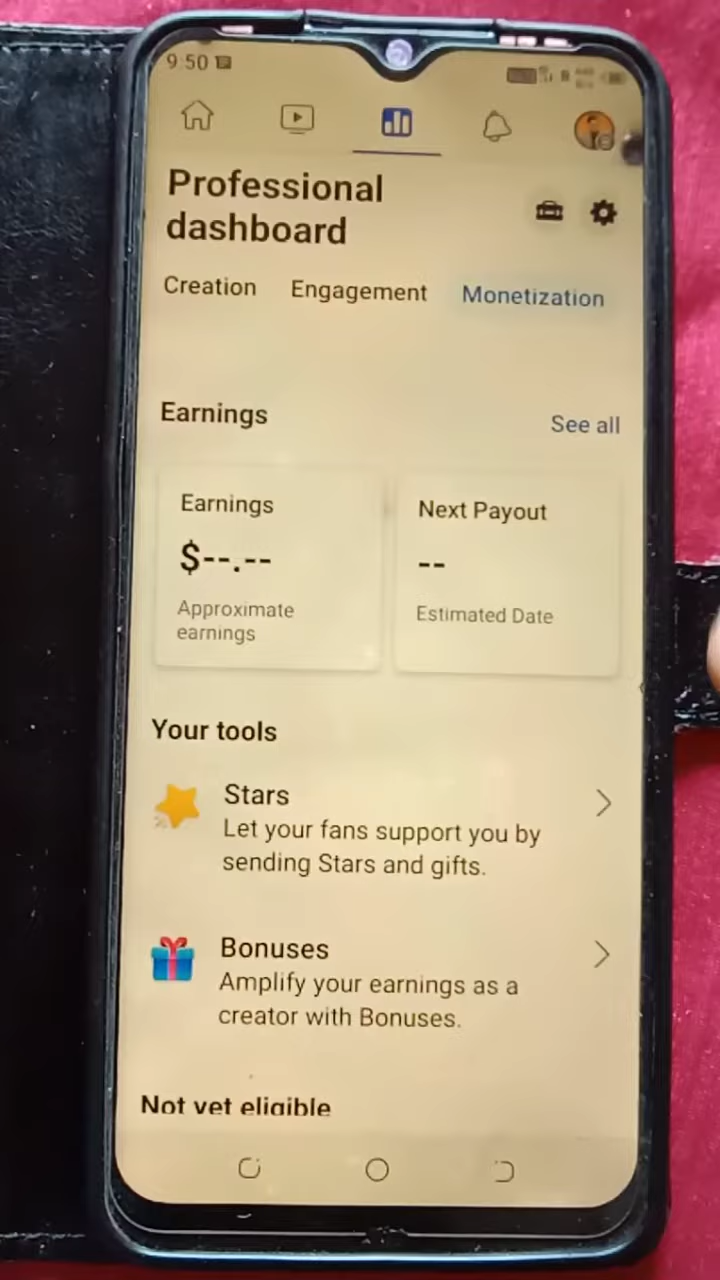 9:50
Professional
dashboard
Creation Engagement Monetization
Earnings See all
Earnings
$--.--
Approximate
earnings
Next Payout
--
Estimated Date
Your tools
Stars
Let your fans support you by
sending Stars and gifts.
Bonuses
Amplify your earnings as a
creator with Bonuses.
Not yet eligible